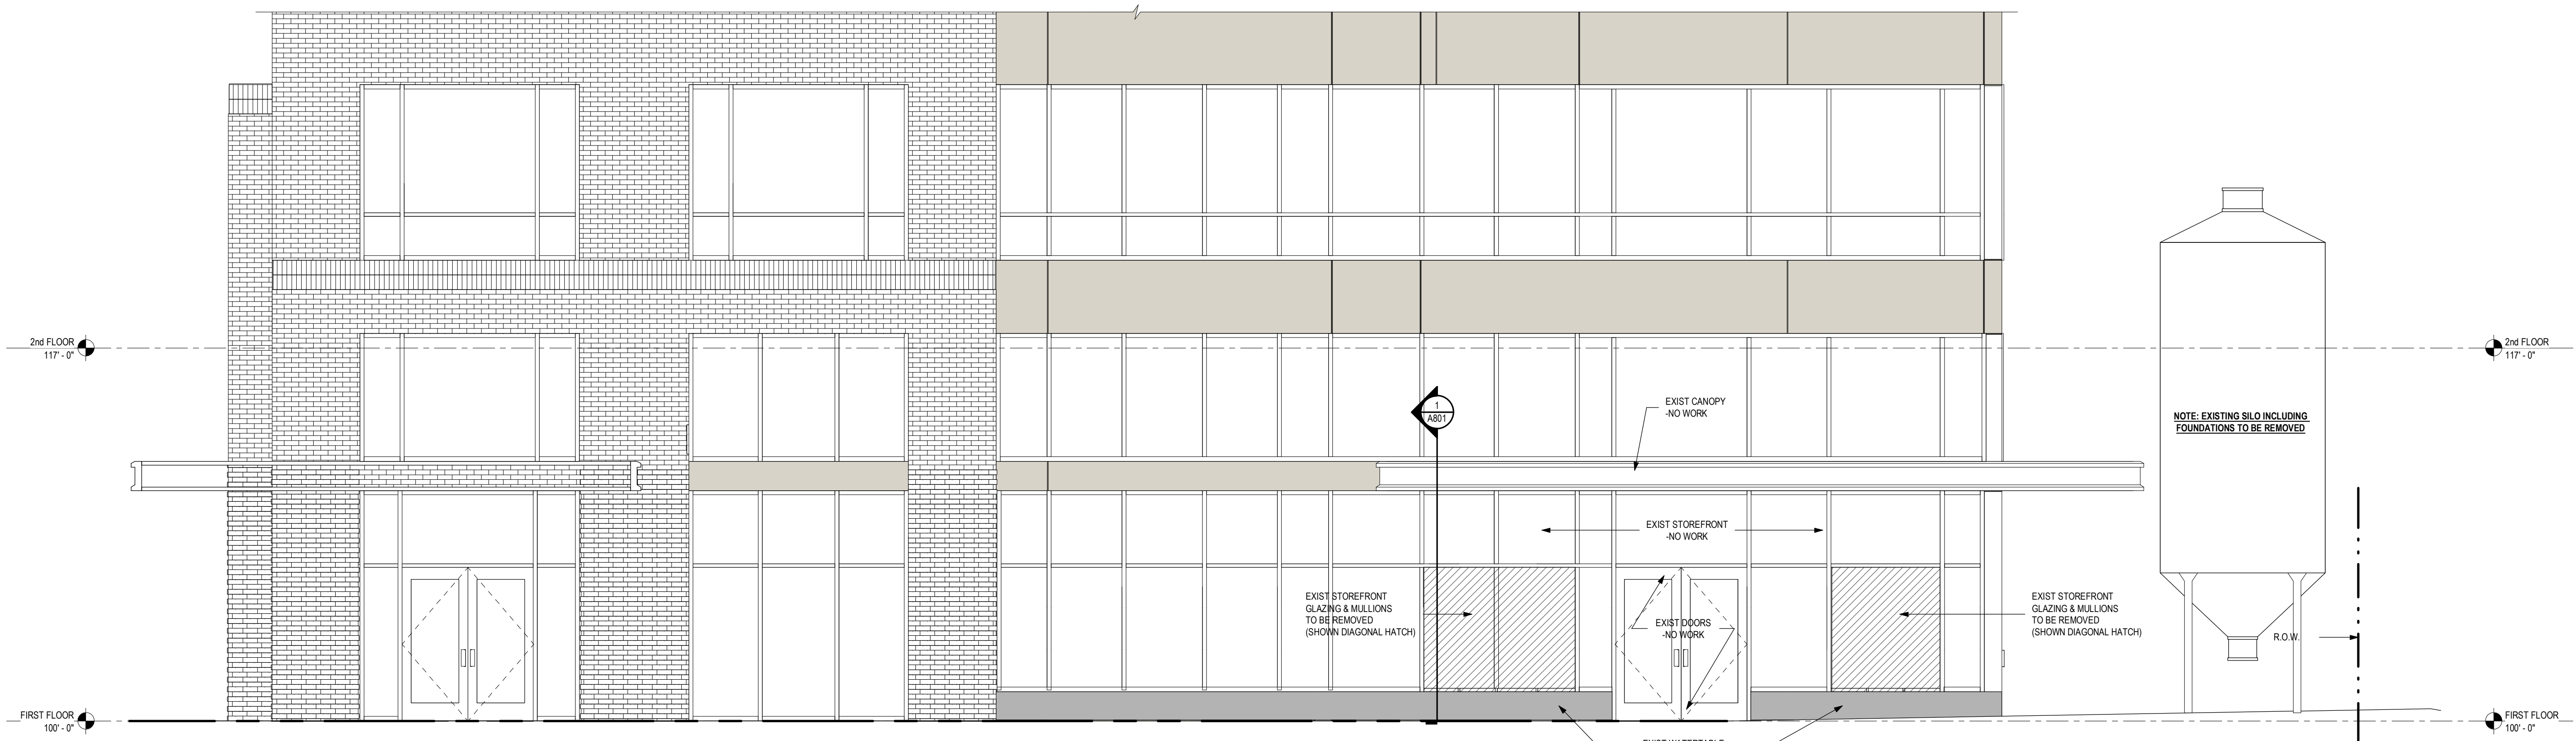 2nd FLOOR
117' - 0"
FIRST FLOOR
100' - 0"
1
A801
EXIST CANOPY
-NO WORK
EXIST STOREFRONT
-NO WORK
EXIST STOREFRONT
GLAZING & MULLIONS
TO BE REMOVED
(SHOWN DIAGONAL HATCH)
EXIST DOORS
-NO WORK
EXIST STOREFRONT
GLAZING & MULLIONS
TO BE REMOVED
(SHOWN DIAGONAL HATCH)
EXIST WATERTABLE
NOTE: EXISTING SILO INCLUDING
FOUNDATIONS TO BE REMOVED
R.O.W.
2nd FLOOR
117' - 0"
FIRST FLOOR
100' - 0"